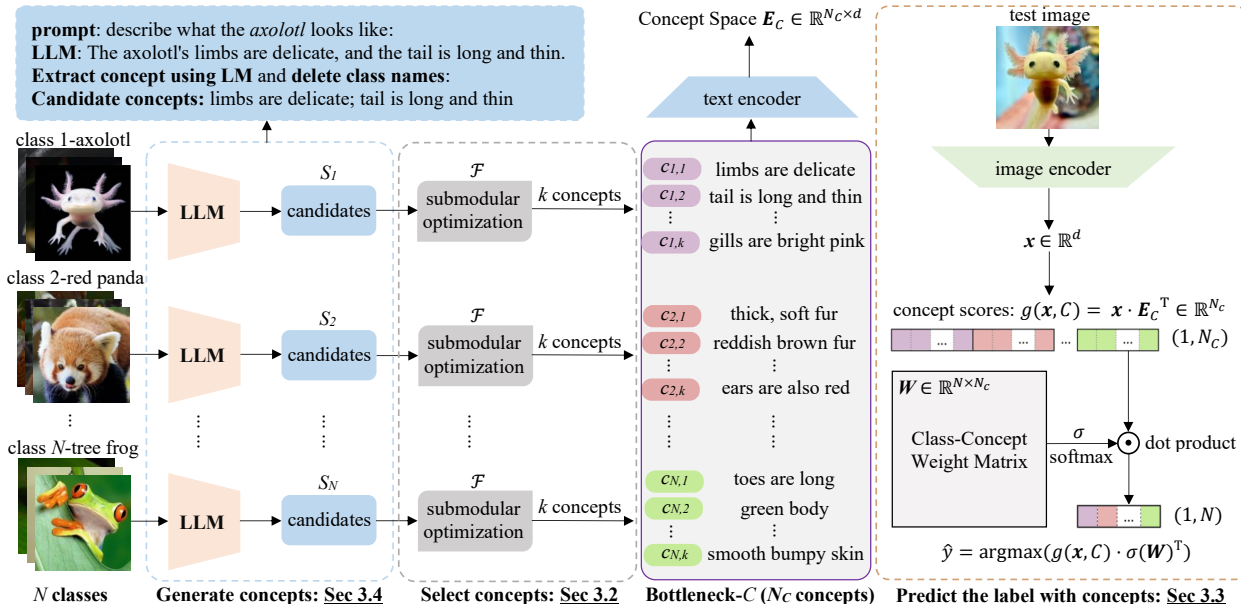 prompt: describe what the axolotl looks like:
LLM: The axolotl's limbs are delicate, and the tail is long and thin.
Extract concept using LM and delete class names:
Candidate concepts: limbs are delicate; tail is long and thin
class 1-axolotl
LLM
S₁
candidates
ℱ
submodular
optimization
k concepts
class 2-red panda
LLM
S₂
candidates
ℱ
submodular
optimization
k concepts
class N-tree frog
LLM
S_N
candidates
ℱ
submodular
optimization
k concepts
N classes
Generate concepts: Sec 3.4
Select concepts: Sec 3.2
Concept Space E_C ∈ ℝ^{N_C×d}
text encoder
c₁,₁ limbs are delicate
c₁,₂ tail is long and thin
⋮ ⋮
c_{1,k} gills are bright pink
c₂,₁ thick, soft fur
c₂,₂ reddish brown fur
⋮
c_{2,k} ears are also red
c_{N,1} toes are long
c_{N,2} green body
⋮ ⋮
c_{N,k} smooth bumpy skin
Bottleneck-C (N_C concepts)
test image
image encoder
x ∈ ℝ^d
concept scores: g(x, C) = x · E_C^T ∈ ℝ^{N_c}
... ... ... ... (1, N_C)
W ∈ ℝ^{N×N_c}
Class-Concept
Weight Matrix
σ
softmax
dot product
... (1, N)
ŷ = argmax(g(x, C) · σ(W)^T)
Predict the label with concepts: Sec 3.3